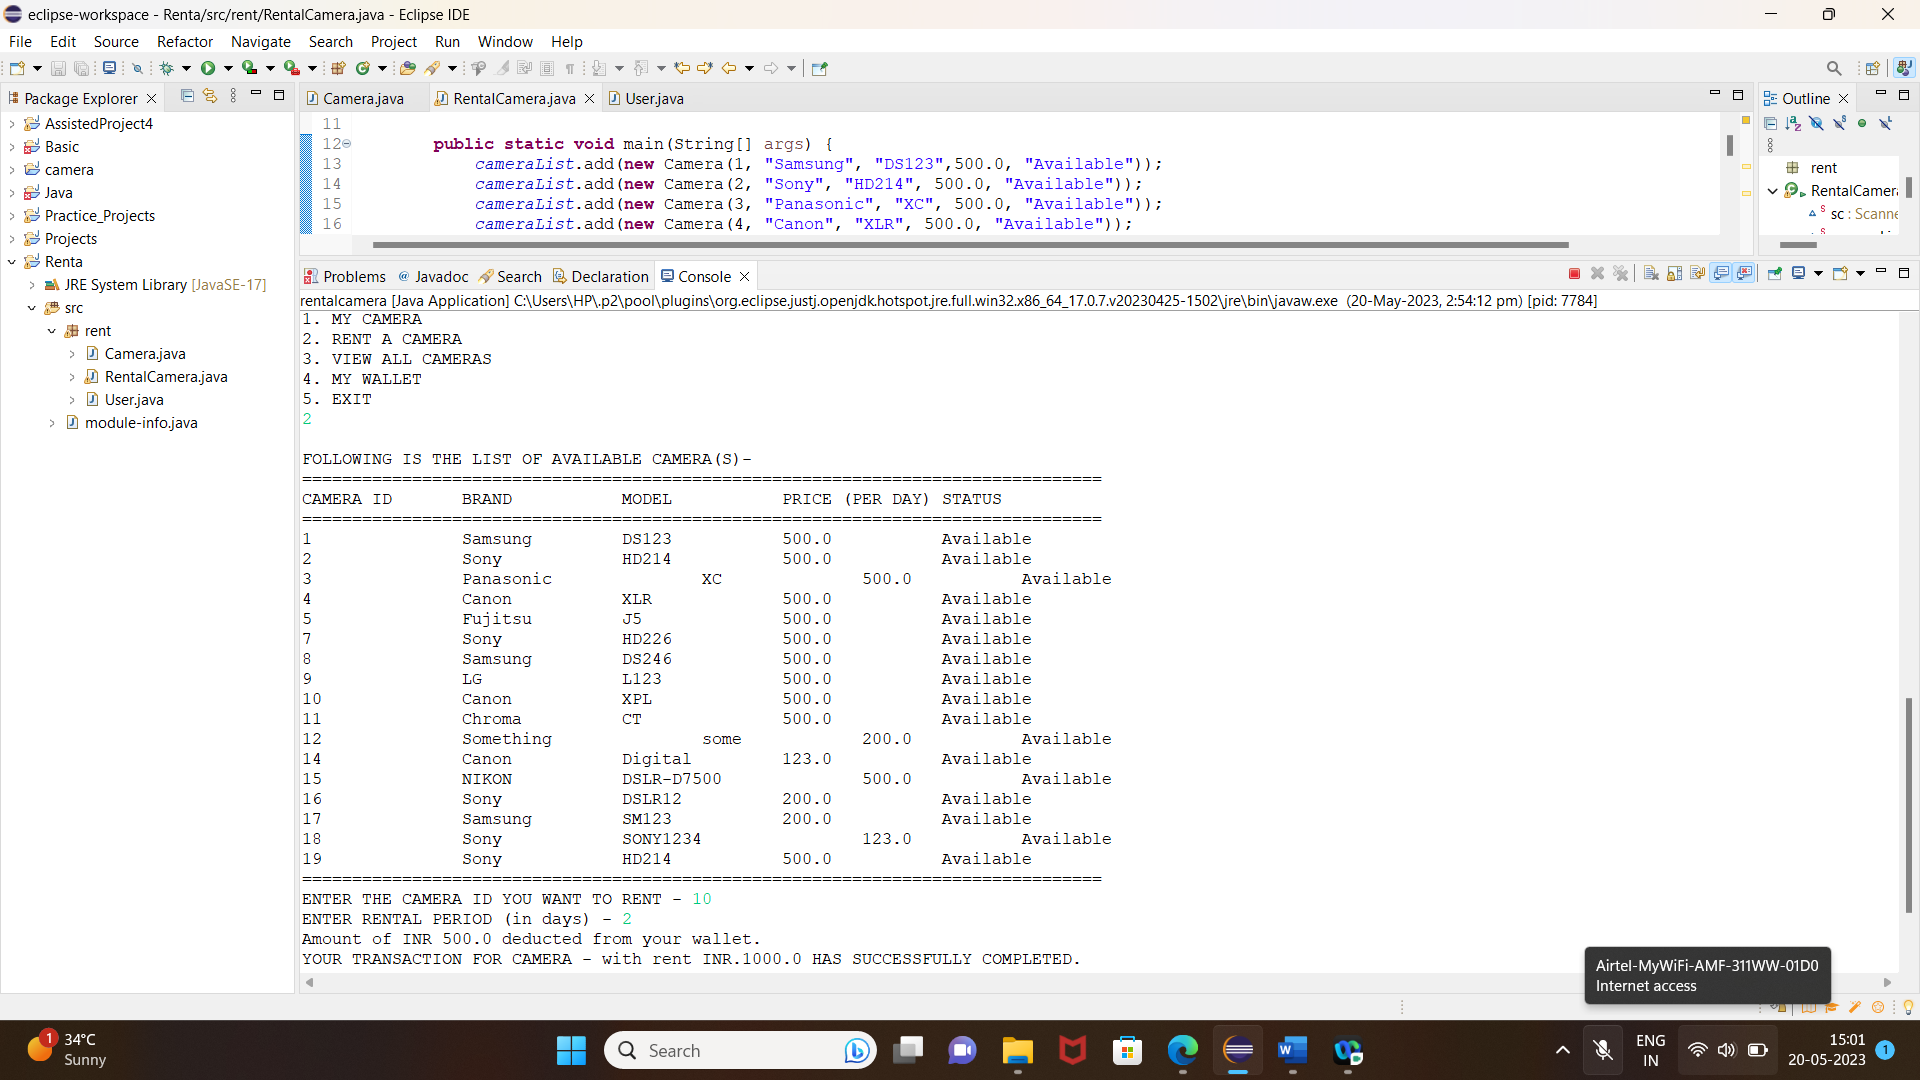 eclipse-workspace - Renta/src/rent/RentalCamera.java - Eclipse IDE
File Edit Source Refactor Navigate Search Project Run Window Help
Package Explorer
AssistedProject4
Basic
camera
Java
Practice_Projects
Projects
Renta
JRE System Library [JavaSE-17]
src
rent
Camera.java
RentalCamera.java
User.java
module-info.java
Camera.java RentalCamera.java User.java
11
12 public static void main(String[] args) {
13 cameraList.add(new Camera(1, "Samsung", "DS123",500.0, "Available"));
14 cameraList.add(new Camera(2, "Sony", "HD214", 500.0, "Available"));
15 cameraList.add(new Camera(3, "Panasonic", "XC", 500.0, "Available"));
16 cameraList.add(new Camera(4, "Canon", "XLR", 500.0, "Available"));
Outline
rent
RentalCamera
sc : Scanne
Problems Javadoc Search Declaration Console
rentalcamera [Java Application] C:\Users\HP\.p2\pool\plugins\org.eclipse.justj.openjdk.hotspot.jre.full.win32.x86_64_17.0.7.v20230425-1502\jre\bin\javaw.exe (20-May-2023, 2:54:12 pm) [pid: 7784]
1. MY CAMERA
2. RENT A CAMERA
3. VIEW ALL CAMERAS
4. MY WALLET
5. EXIT
2
FOLLOWING IS THE LIST OF AVAILABLE CAMERA(S)-
================================================================================
CAMERA ID BRAND MODEL PRICE (PER DAY) STATUS
================================================================================
1 Samsung DS123 500.0 Available
2 Sony HD214 500.0 Available
3 Panasonic XC 500.0 Available
4 Canon XLR 500.0 Available
5 Fujitsu J5 500.0 Available
7 Sony HD226 500.0 Available
8 Samsung DS246 500.0 Available
9 LG L123 500.0 Available
10 Canon XPL 500.0 Available
11 Chroma CT 500.0 Available
12 Something some 200.0 Available
14 Canon Digital 123.0 Available
15 NIKON DSLR-D7500 500.0 Available
16 Sony DSLR12 200.0 Available
17 Samsung SM123 200.0 Available
18 Sony SONY1234 123.0 Available
19 Sony HD214 500.0 Available
================================================================================
ENTER THE CAMERA ID YOU WANT TO RENT - 10
ENTER RENTAL PERIOD (in days) - 2
Amount of INR 500.0 deducted from your wallet.
YOUR TRANSACTION FOR CAMERA - with rent INR.1000.0 HAS SUCCESSFULLY COMPLETED.
Airtel-MyWiFi-AMF-311WW-01D0
Internet access
1
34°C
Sunny
Search
ENG
IN
15:01
20-05-2023
1